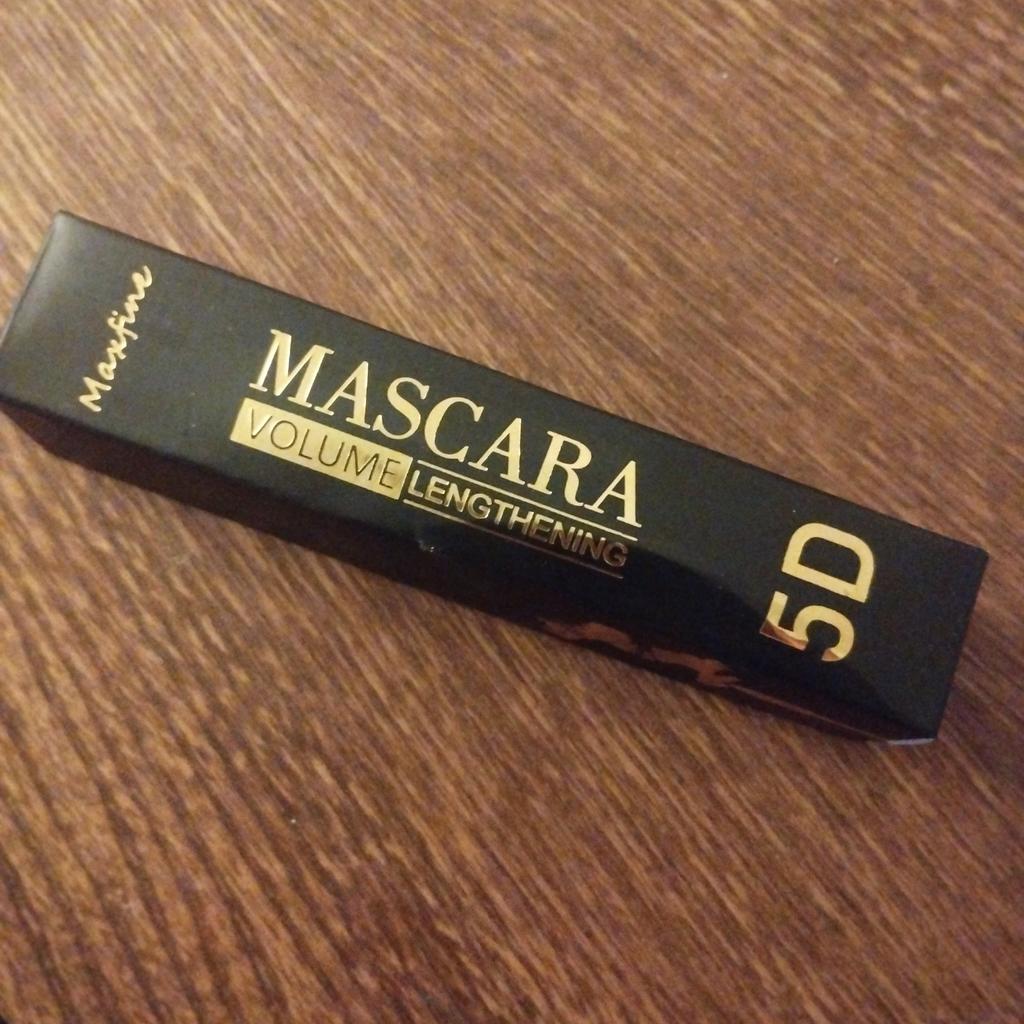 Maxfine
MASCARA
VOLUME LENGTHENING
5D